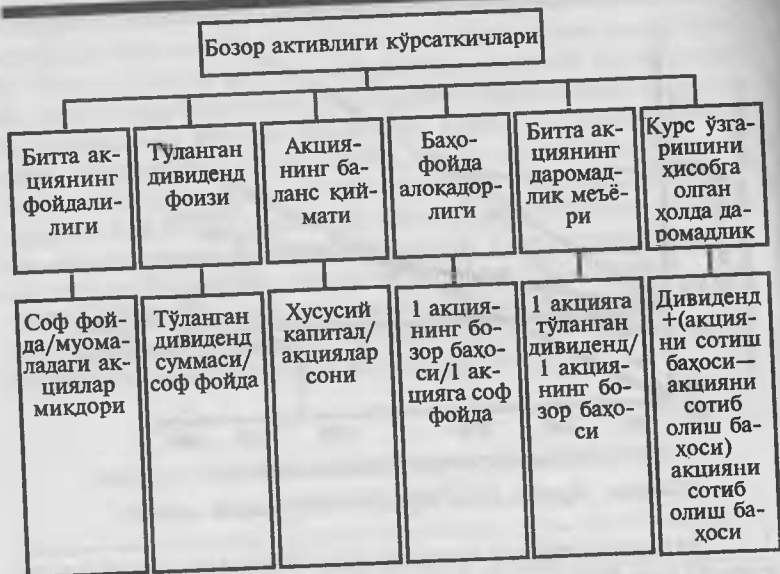 Бозор активлиги кўрсаткичлари
Битта ак-
циянинг
фойдали-
лиги
Тўланган
дивиденд
фоизи
Акция-
нинг ба-
ланс қий-
мати
Баҳо-
фойда
алоқадор-
лиги
Битта ак-
циянинг
даромад-
лик меъё-
ри
Курс ўзга-
ришини
ҳисобга
олган
ҳолда да-
ромадлик
Соф фой-
да/муома-
ладаги ак-
циялар
миқдори
Тўланган
дивиденд
суммаси/
соф фойда
Хусусий
капитал/
акциялар
сони
1 акция-
нинг бо-
зор баҳо-
си/1 ак-
цияга соф
фойда
1 акцияга
тўланган
дивиденд/
1 акция-
нинг бо-
зор баҳо-
си
Дивиденд
+(акция-
ни сотиш
баҳоси—
акцияни
сотиб
олиш ба-
ҳоси)
акцияни
сотиб
олиш ба-
ҳоси